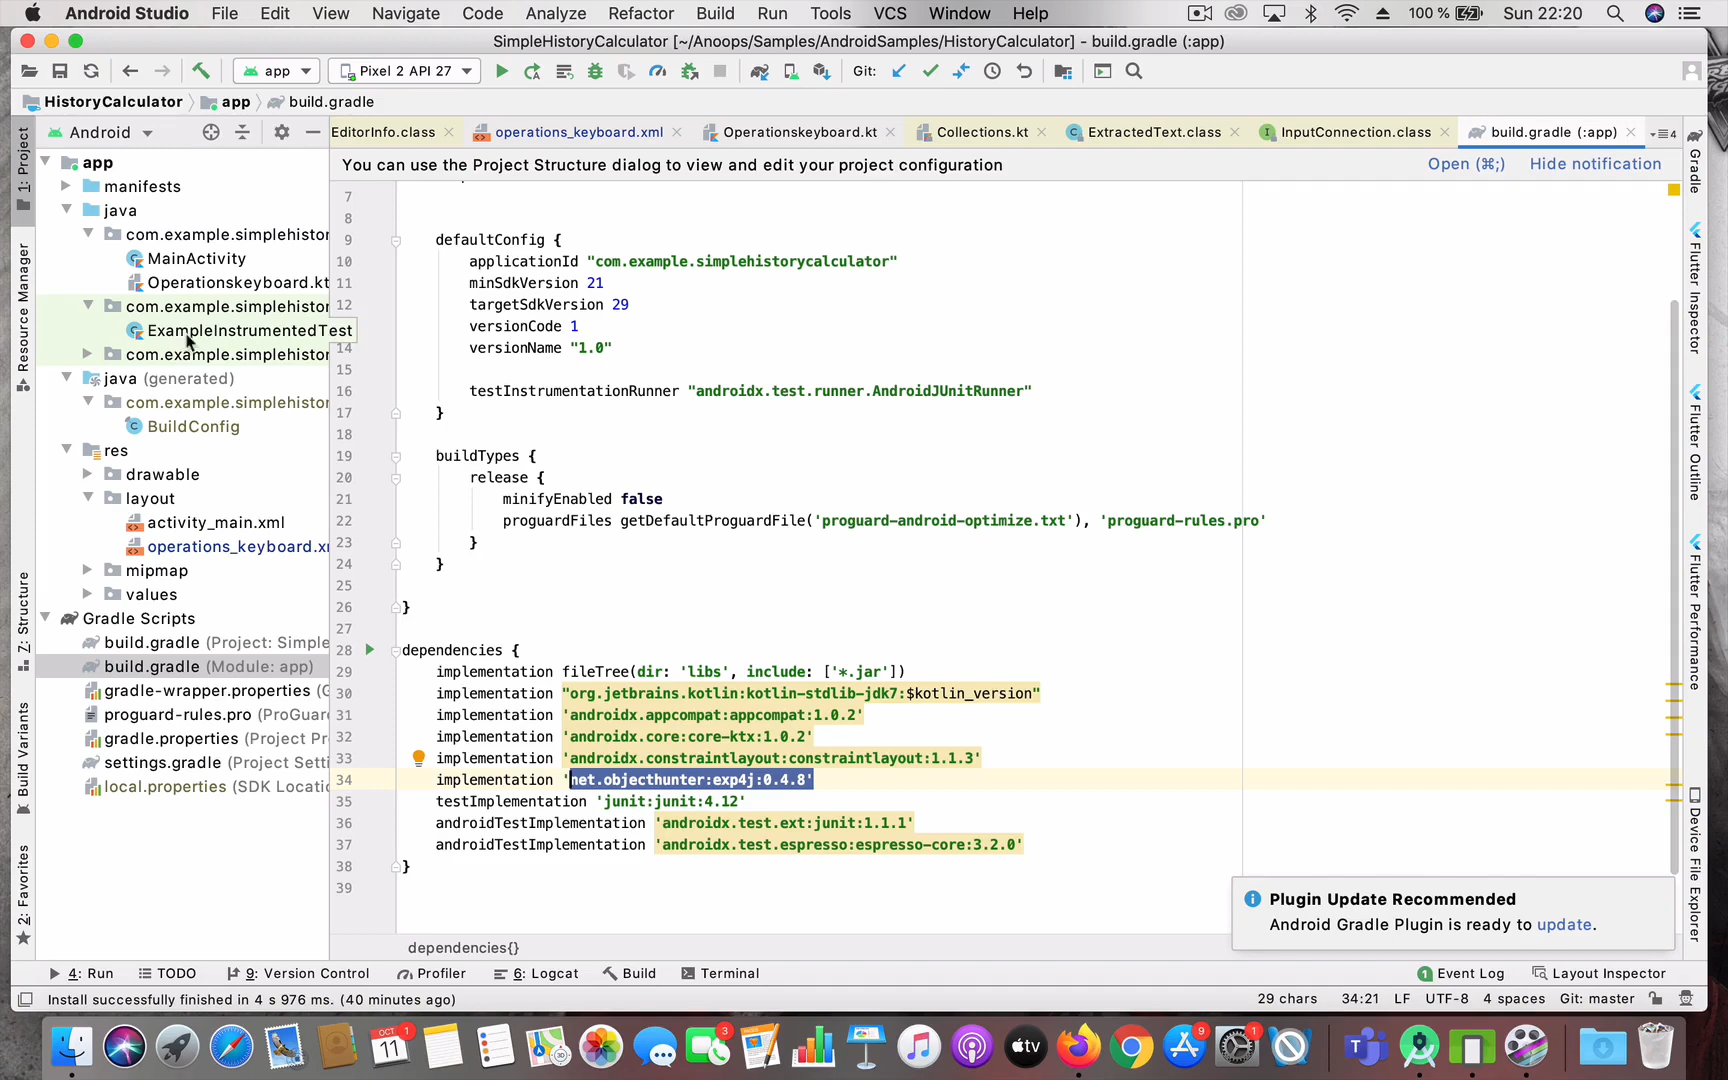 Android Studio File Edit View Navigate Code Analyze Refactor Build Run Tools VCS Window Help 100 % Sun 22:20
SimpleHistoryCalculator [~/Anoops/Samples/AndroidSamples/HistoryCalculator] - build.gradle (:app)
app Pixel 2 API 27 Git:
HistoryCalculator app build.gradle
Android
EditorInfo.class operations_keyboard.xml Operationskeyboard.kt Collections.kt ExtractedText.class InputConnection.class build.gradle (:app) 4
You can use the Project Structure dialog to view and edit your project configuration Open (⌘;) Hide notification
1: Project
Resource Manager
Z: Structure
Build Variants
2: Favorites
app
manifests
java
com.example.simplehistor
MainActivity
Operationskeyboard.kt
com.example.simplehistor
ExampleInstrumentedTest
com.example.simplehistor
java (generated)
com.example.simplehistor
BuildConfig
res
drawable
layout
activity_main.xml
operations_keyboard.x
mipmap
values
Gradle Scripts
build.gradle (Project: Simple
build.gradle (Module: app)
gradle-wrapper.properties (G
proguard-rules.pro (ProGuar
gradle.properties (Project Pr
settings.gradle (Project Sett
local.properties (SDK Locatic
7
8
9 defaultConfig {
10 applicationId "com.example.simplehistorycalculator"
11 minSdkVersion 21
12 targetSdkVersion 29
versionCode 1
14 versionName "1.0"
15
16 testInstrumentationRunner "androidx.test.runner.AndroidJUnitRunner"
17 }
18
19 buildTypes {
20 release {
21 minifyEnabled false
22 proguardFiles getDefaultProguardFile('proguard-android-optimize.txt'), 'proguard-rules.pro'
23 }
24 }
25
26 }
27
28 dependencies {
29 implementation fileTree(dir: 'libs', include: ['*.jar'])
30 implementation "org.jetbrains.kotlin:kotlin-stdlib-jdk7:$kotlin_version"
31 implementation 'androidx.appcompat:appcompat:1.0.2'
32 implementation 'androidx.core:core-ktx:1.0.2'
33 implementation 'androidx.constraintlayout:constraintlayout:1.1.3'
34 implementation 'net.objecthunter:exp4j:0.4.8'
35 testImplementation 'junit:junit:4.12'
36 androidTestImplementation 'androidx.test.ext:junit:1.1.1'
37 androidTestImplementation 'androidx.test.espresso:espresso-core:3.2.0'
38 }
39
dependencies{}
Gradle
Flutter Inspector
Flutter Outline
Flutter Performance
Device File Explorer
Plugin Update Recommended
Android Gradle Plugin is ready to update.
4: Run TODO 9: Version Control Profiler 6: Logcat Build Terminal 1 Event Log Layout Inspector
Install successfully finished in 4 s 976 ms. (40 minutes ago) 29 chars 34:21 LF UTF-8 4 spaces Git: master
OCT 11 1 3 tv 9 1